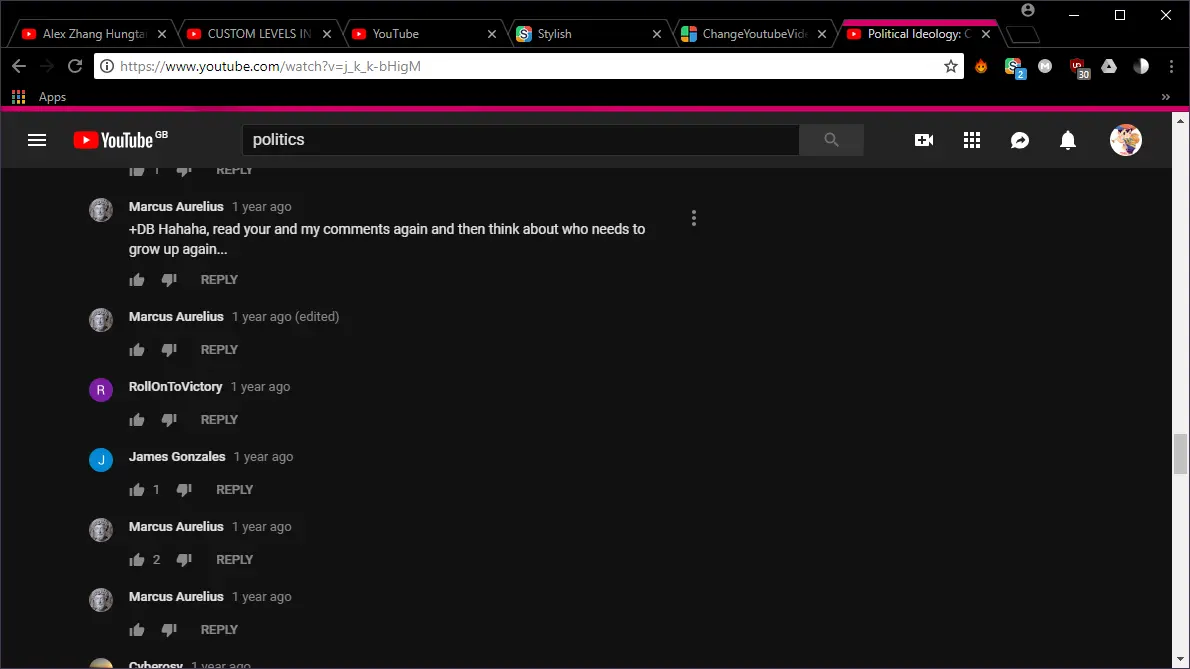 Alex Zhang Hungta
CUSTOM LEVELS IN
YouTube
Stylish
ChangeYoutubeVide
Political Ideology: C
https://www.youtube.com/watch?v=j_k_k-bHigM
2
30
Apps
YouTube GB
politics
1 REPLY
Marcus Aurelius 1 year ago
+DB Hahaha, read your and my comments again and then think about who needs to
grow up again...
REPLY
Marcus Aurelius 1 year ago (edited)
REPLY
R
RollOnToVictory 1 year ago
REPLY
J
James Gonzales 1 year ago
1 REPLY
Marcus Aurelius 1 year ago
2 REPLY
Marcus Aurelius 1 year ago
REPLY
Cyberosy 1 year ago